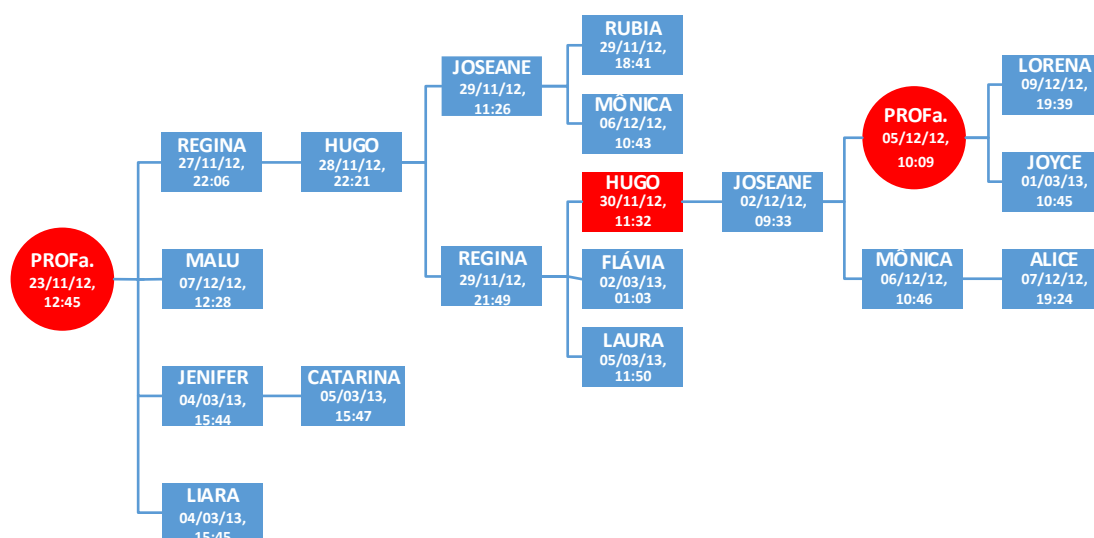 RUBIA
29/11/12,
18:41
JOSEANE
29/11/12,
11:26
MÔNICA
06/12/12,
10:43
LORENA
09/12/12,
19:39
PROFa.
05/12/12,
10:09
REGINA
27/11/12,
22:06
HUGO
28/11/12,
22:21
JOYCE
01/03/13,
10:45
HUGO
30/11/12,
11:32
JOSEANE
02/12/12,
09:33
PROFa.
23/11/12,
12:45
MALU
07/12/12,
12:28
REGINA
29/11/12,
21:49
FLÁVIA
02/03/13,
01:03
MÔNICA
06/12/12,
10:46
ALICE
07/12/12,
19:24
LAURA
05/03/13,
11:50
JENIFER
04/03/13,
15:44
CATARINA
05/03/13,
15:47
LIARA
04/03/13,
15:45